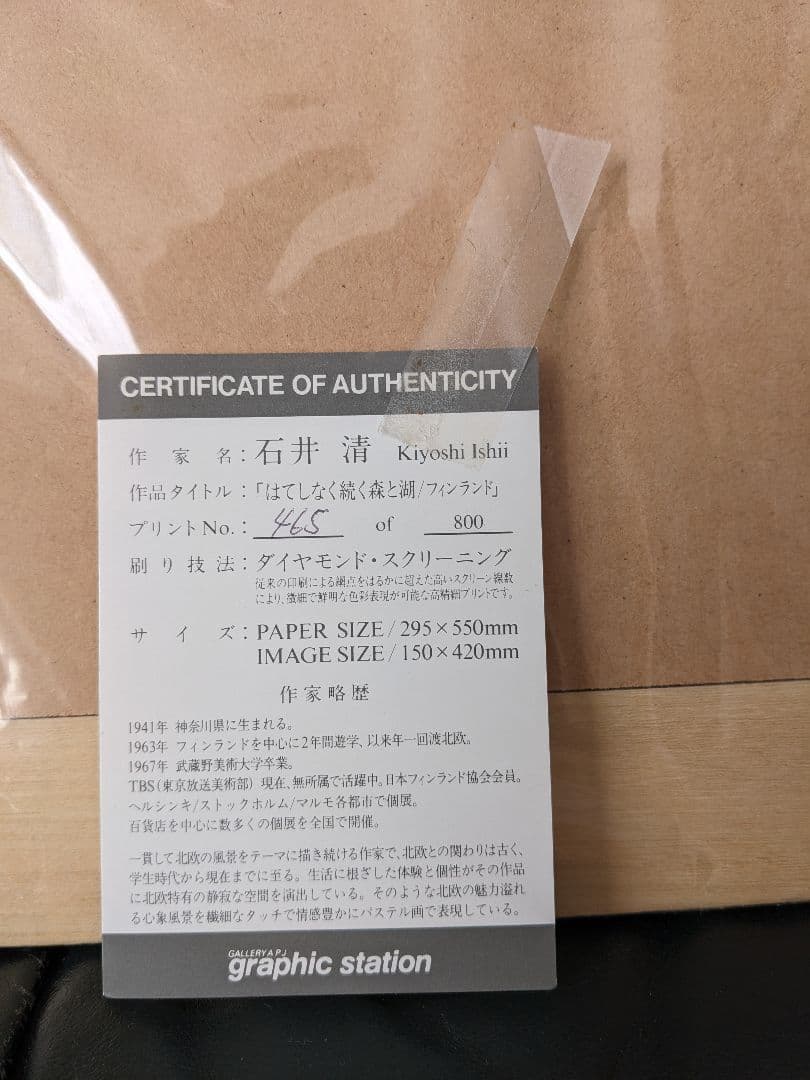 CERTIFICATE OF AUTHENTICITY
作家名：石井 清 Kiyoshi Ishii
作品タイトル：「はてしなく続く森と湖/フィンランド」
プリントNo.：465 of 800
刷り技法：ダイヤモンド・スクリーニング
従来の印刷による網点をはるかに超えた高いスクリーン線数
により、微細で鮮明な色彩表現が可能な高精細プリントです。
サイズ：PAPER SIZE/295×550mm
IMAGE SIZE/150×420mm
作家略歴
1941年 神奈川県に生まれる。
1963年 フィンランドを中心に2年間遊学、以来年一回渡北欧。
1967年 武蔵野美術大学卒業。
TBS(東京放送美術部) 現在、無所属で活躍中。日本フィンランド協会会員。
ヘルシンキ/ストックホルム/マルモ各都市で個展。
百貨店を中心に数多くの個展を全国で開催。
一貫して北欧の風景をテーマに描き続ける作家で、北欧との関わりは古く、
学生時代から現在までに至る。生活に根ざした体験と個性がその作品
に北欧特有の静寂な空間を演出している。そのような北欧の魅力溢れ
る心象風景を繊細なタッチで情感豊かにパステル画で表現している。
GALLERY A P J
graphic station